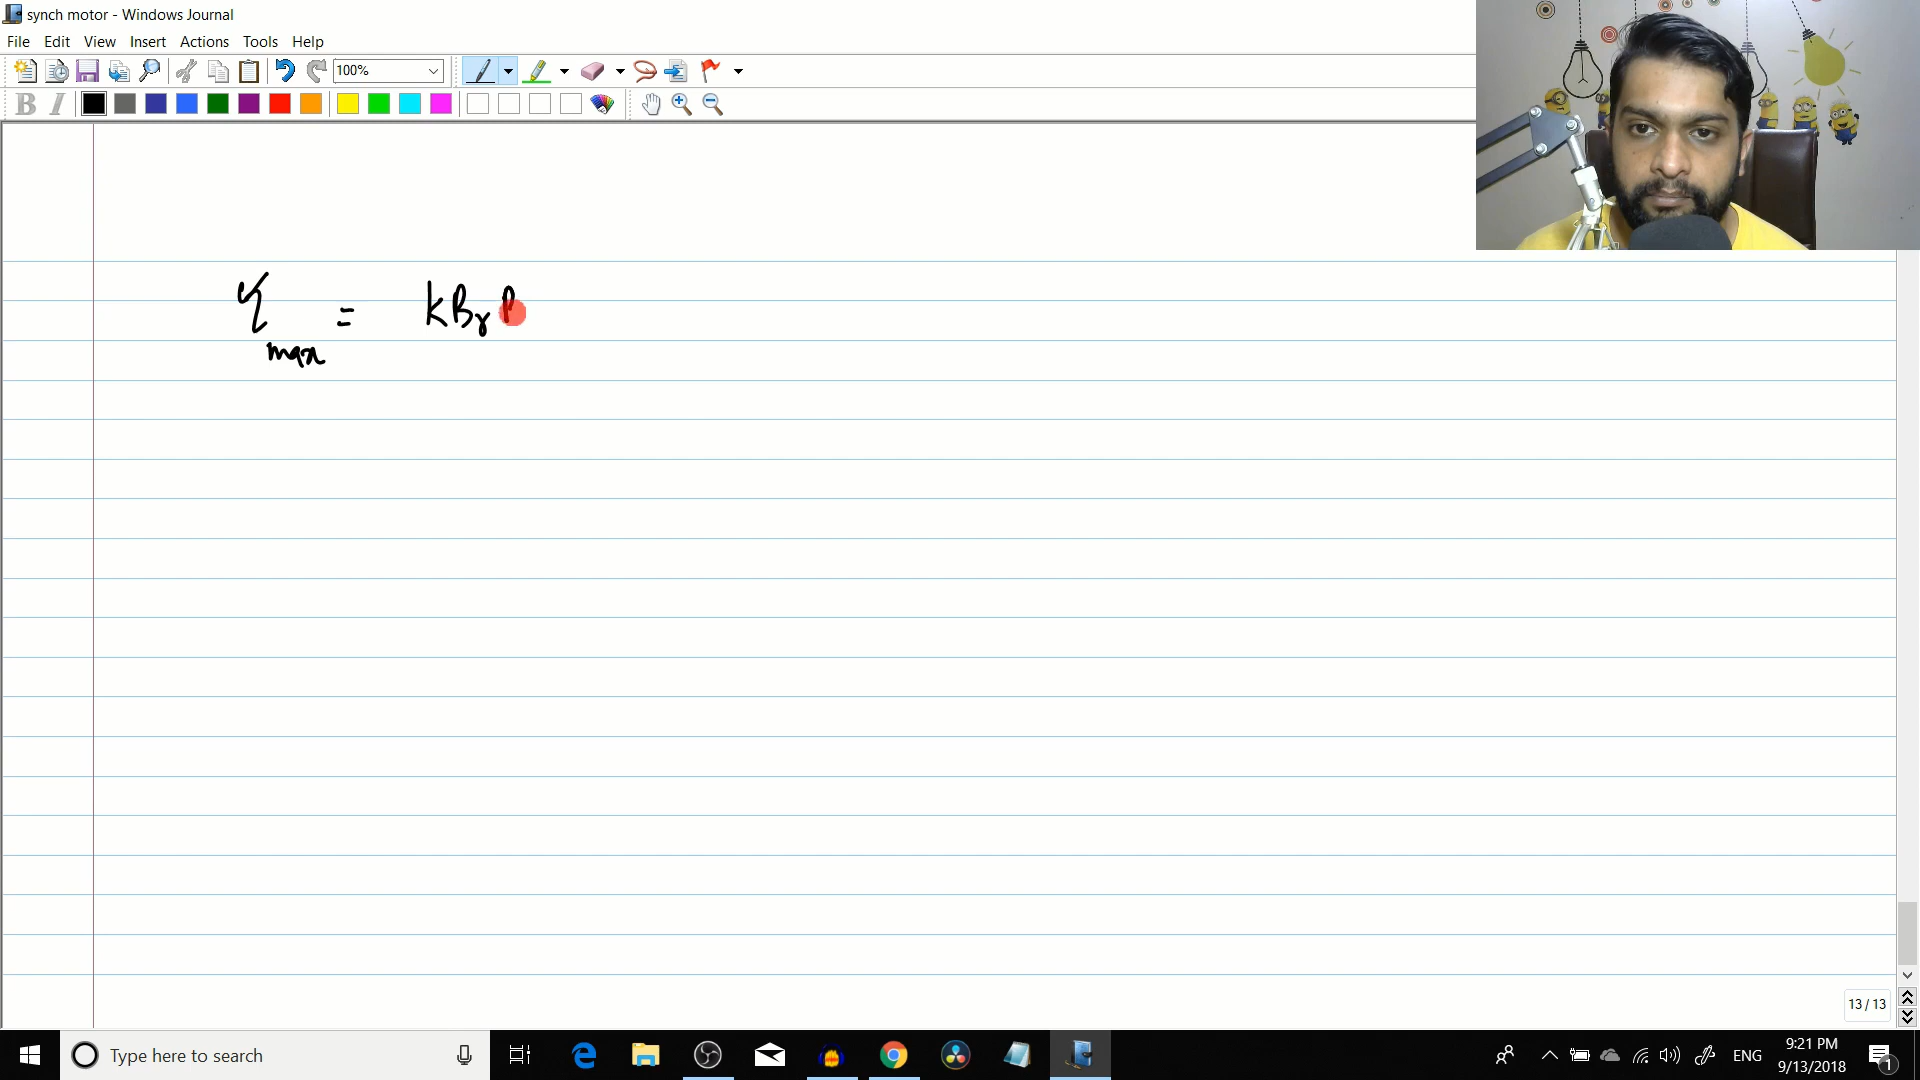 synch motor - Windows Journal
File Edit View Insert Actions Tools Help
100%
B I
max = kBr
13 / 13
Type here to search
ENG
9:21 PM
9/13/2018
1